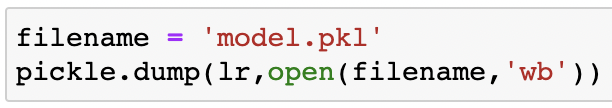 filename = 'model.pkl'
pickle.dump(lr,open(filename,'wb'))